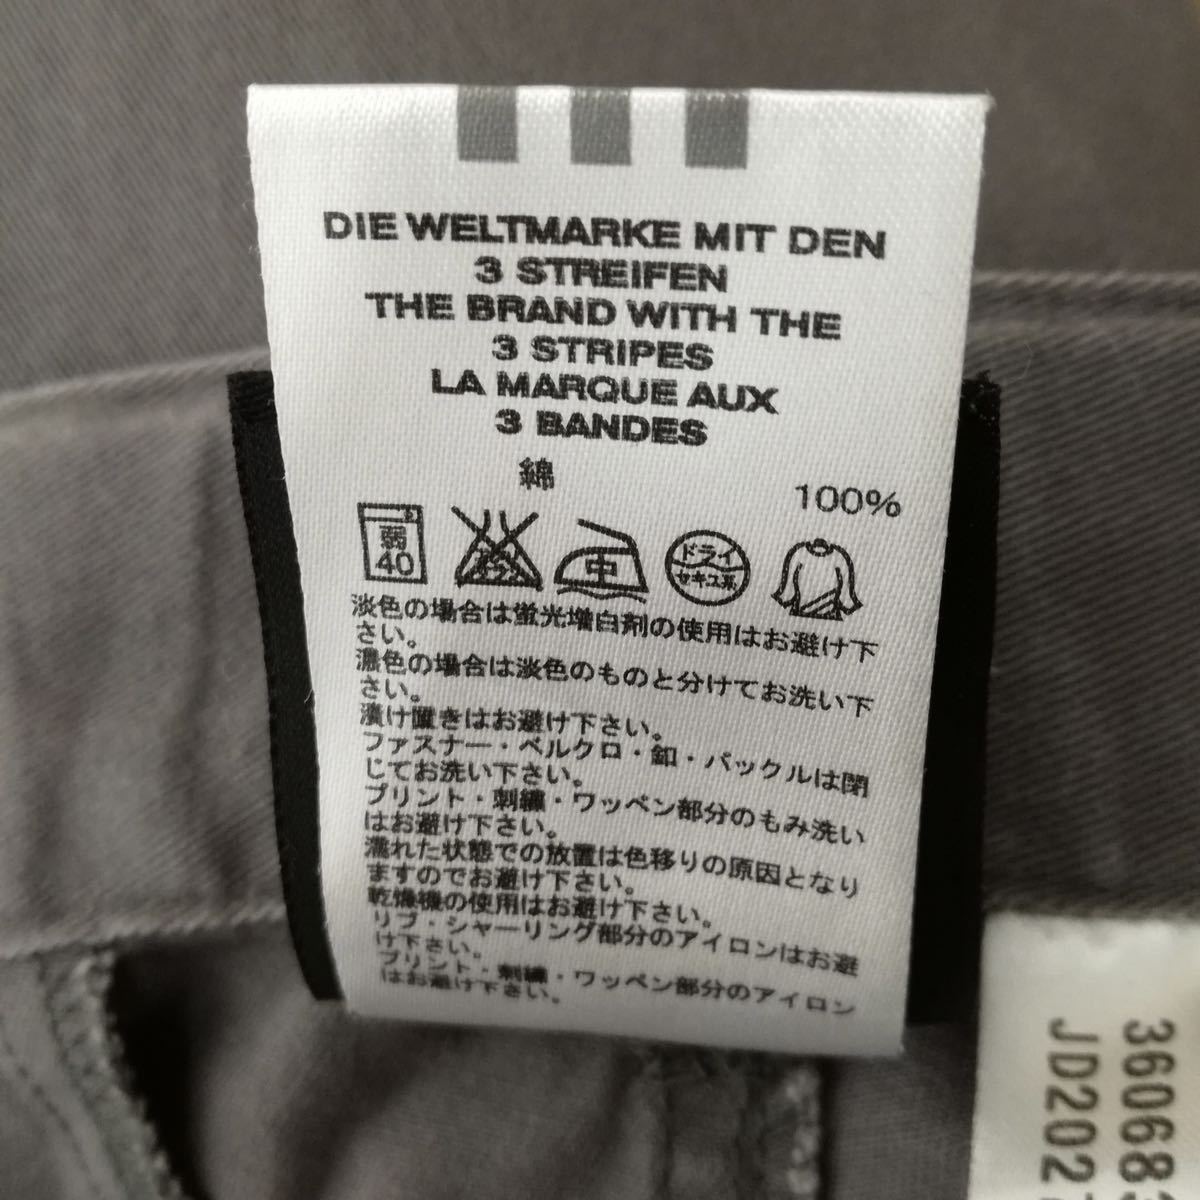 DIE WELTMARKE MIT DEN
3 STREIFEN
THE BRAND WITH THE
3 STRIPES
LA MARQUE AUX
3 BANDES
綿 100%
弱
40
中
ドライ
セキユ系
淡色の場合は蛍光増白剤の使用はお避け下
さい。
濃色の場合は淡色のものと分けてお洗い下
さい。
漬け置きはお避け下さい。
ファスナー・ベルクロ・釦・バックルは閉
じてお洗い下さい。
プリント・刺繍・ワッペン部分のもみ洗い
はお避け下さい。
濡れた状態での放置は色移りの原因となり
ますのでお避け下さい。
乾燥機の使用はお避け下さい。
リブ・シャーリング部分のアイロンはお避
け下さい。
プリント・刺繍・ワッペン部分のアイロン
はお避け下さい。
36068
JD202